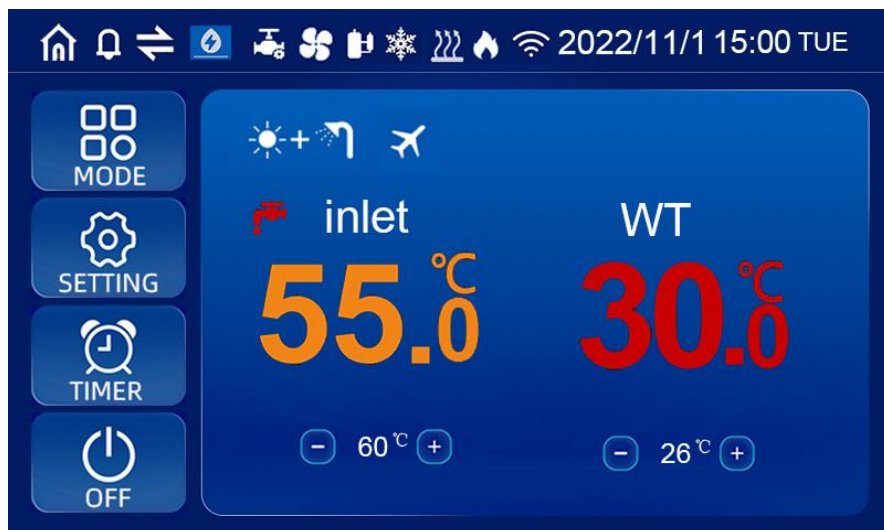 2022/11/1 15:00 TUE
MODE
SETTING
TIMER
OFF
inlet WT
55.0℃ 30.0℃
- 60℃ + - 26℃ +